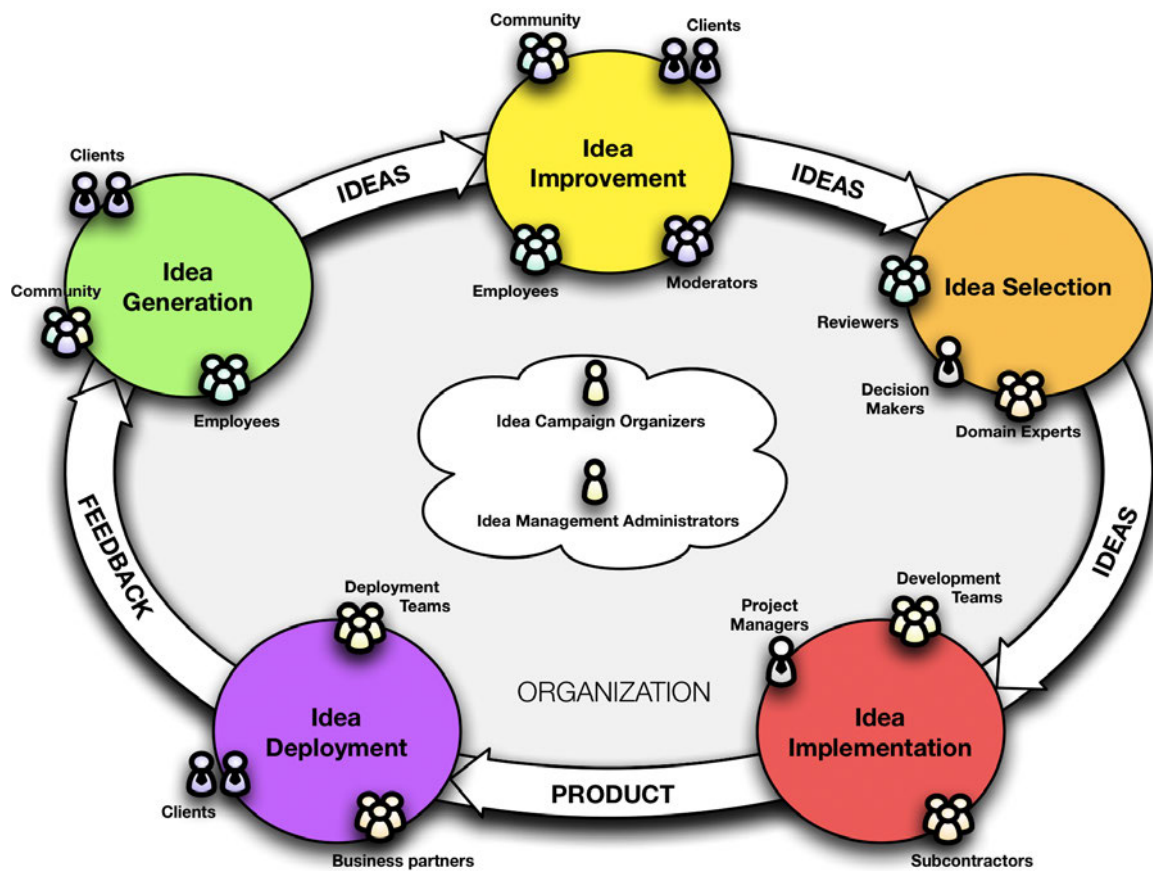 Community
Clients
Idea
Improvement
Employees
Moderators
IDEAS
IDEAS
Clients
Idea
Generation
Community
Employees
Idea Selection
Reviewers
Decision
Makers
Domain Experts
Idea Campaign Organizers
Idea Management Administrators
IDEAS
FEEDBACK
Development
Teams
Project
Managers
Idea
Implementation
Subcontractors
ORGANIZATION
PRODUCT
Deployment
Teams
Idea
Deployment
Clients
Business partners